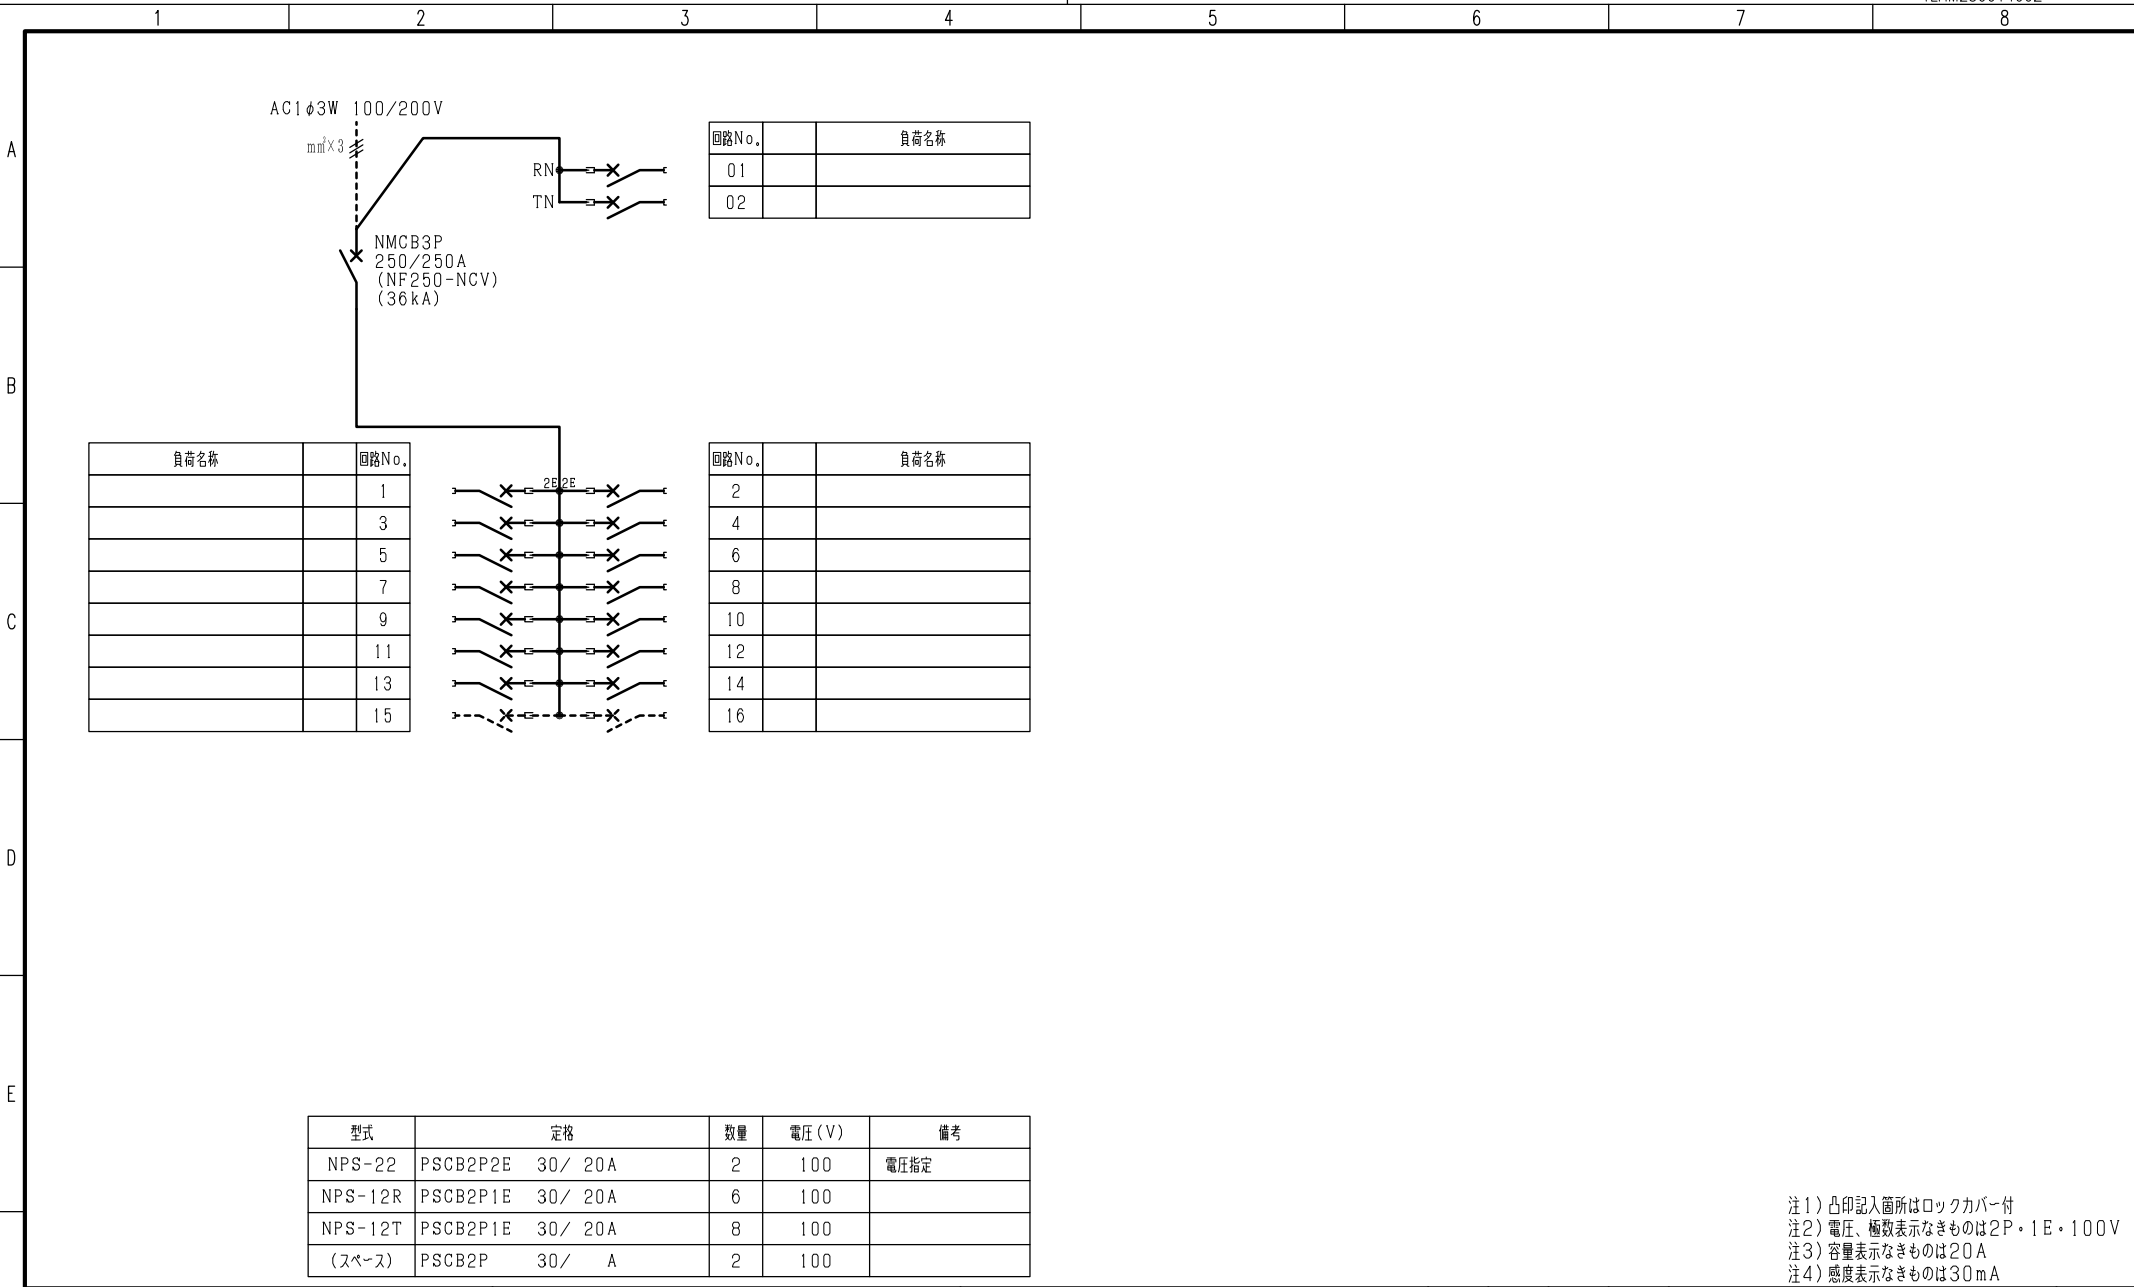 1 2 3 4 5 6 7 8
A
B
C
D
E
AC1φ3W 100/200V
mm²×3
RN
TN
回路No. 負荷名称
01
02
NMCB3P
250/250A
(NF250-NCV)
(36kA)
負荷名称 回路No.
1
3
5
7
9
11
13
15
2E 2E
回路No. 負荷名称
2
4
6
8
10
12
14
16
型式 定格 数量 電圧(V) 備考
NPS-22 PSCB2P2E 30/ 20A 2 100 電圧指定
NPS-12R PSCB2P1E 30/ 20A 6 100
NPS-12T PSCB2P1E 30/ 20A 8 100
(スペース) PSCB2P 30/ A 2 100
注1)凸印記入箇所はロックカバー付
注2)電圧、極数表示なきものは2P・1E・100V
注3)容量表示なきものは20A
注4)感度表示なきものは30mA